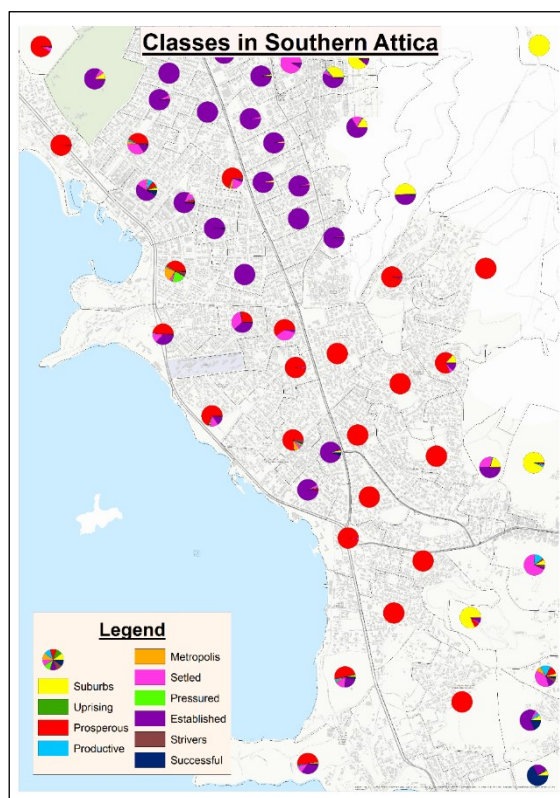 Classes in Southern Attica
Legend
Suburbs
Uprising
Prosperous
Productive
Metropolis
Setled
Pressured
Established
Strivers
Successful